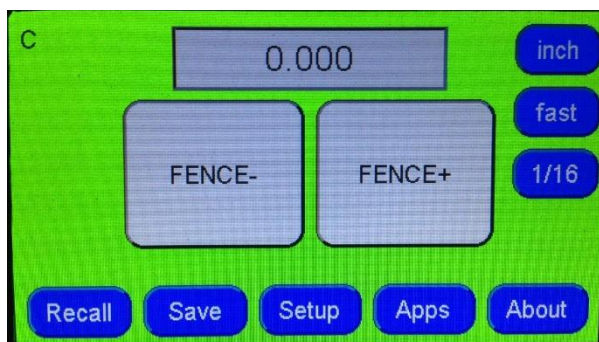 C
0.000
inch
fast
FENCE-
FENCE+
1/16
Recall
Save
Setup
Apps
About